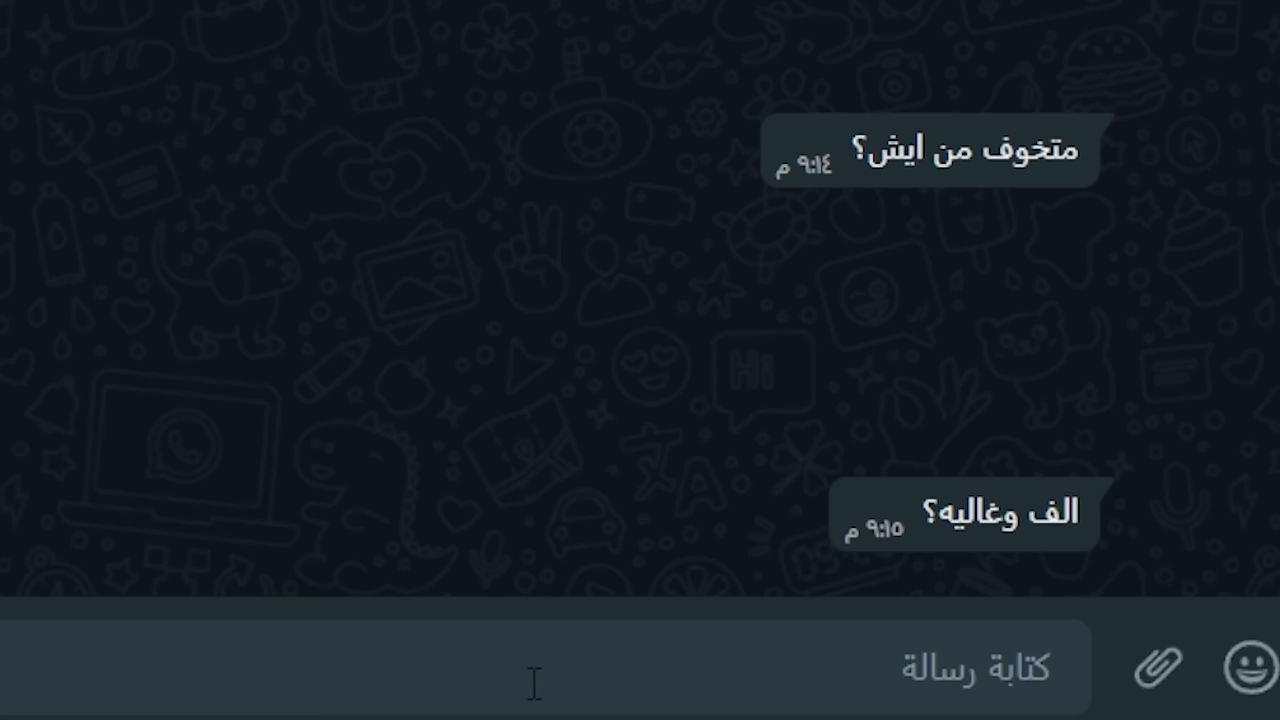 متخوف من ايش؟
٩:١٤ م
الف وغاليه؟
٩:١٥ م
كتابة رسالة